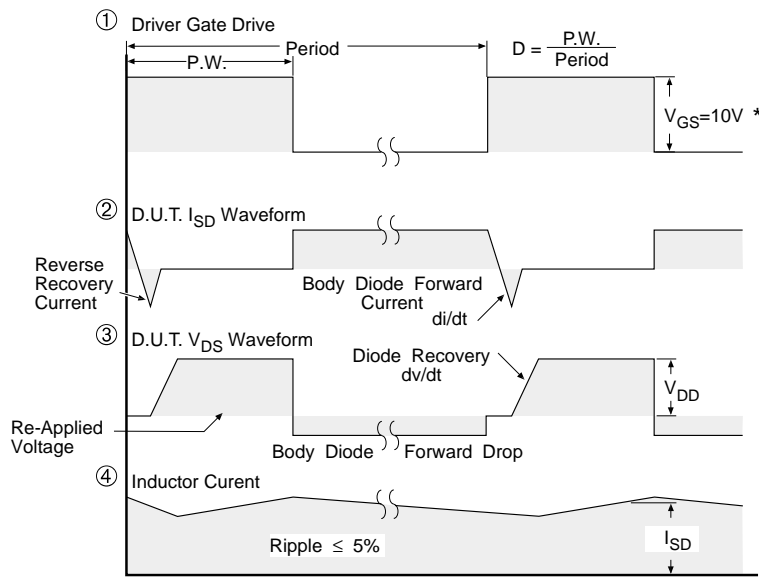 ① Driver Gate Drive
Period
P.W.
D = P.W. / Period
V_GS=10V *
② D.U.T. I_SD Waveform
Reverse
Recovery
Current
Body Diode Forward
Current
di/dt
③ D.U.T. V_DS Waveform
Diode Recovery
dv/dt
V_DD
Re-Applied
Voltage
Body Diode Forward Drop
④ Inductor Curent
Ripple ≤ 5%
I_SD